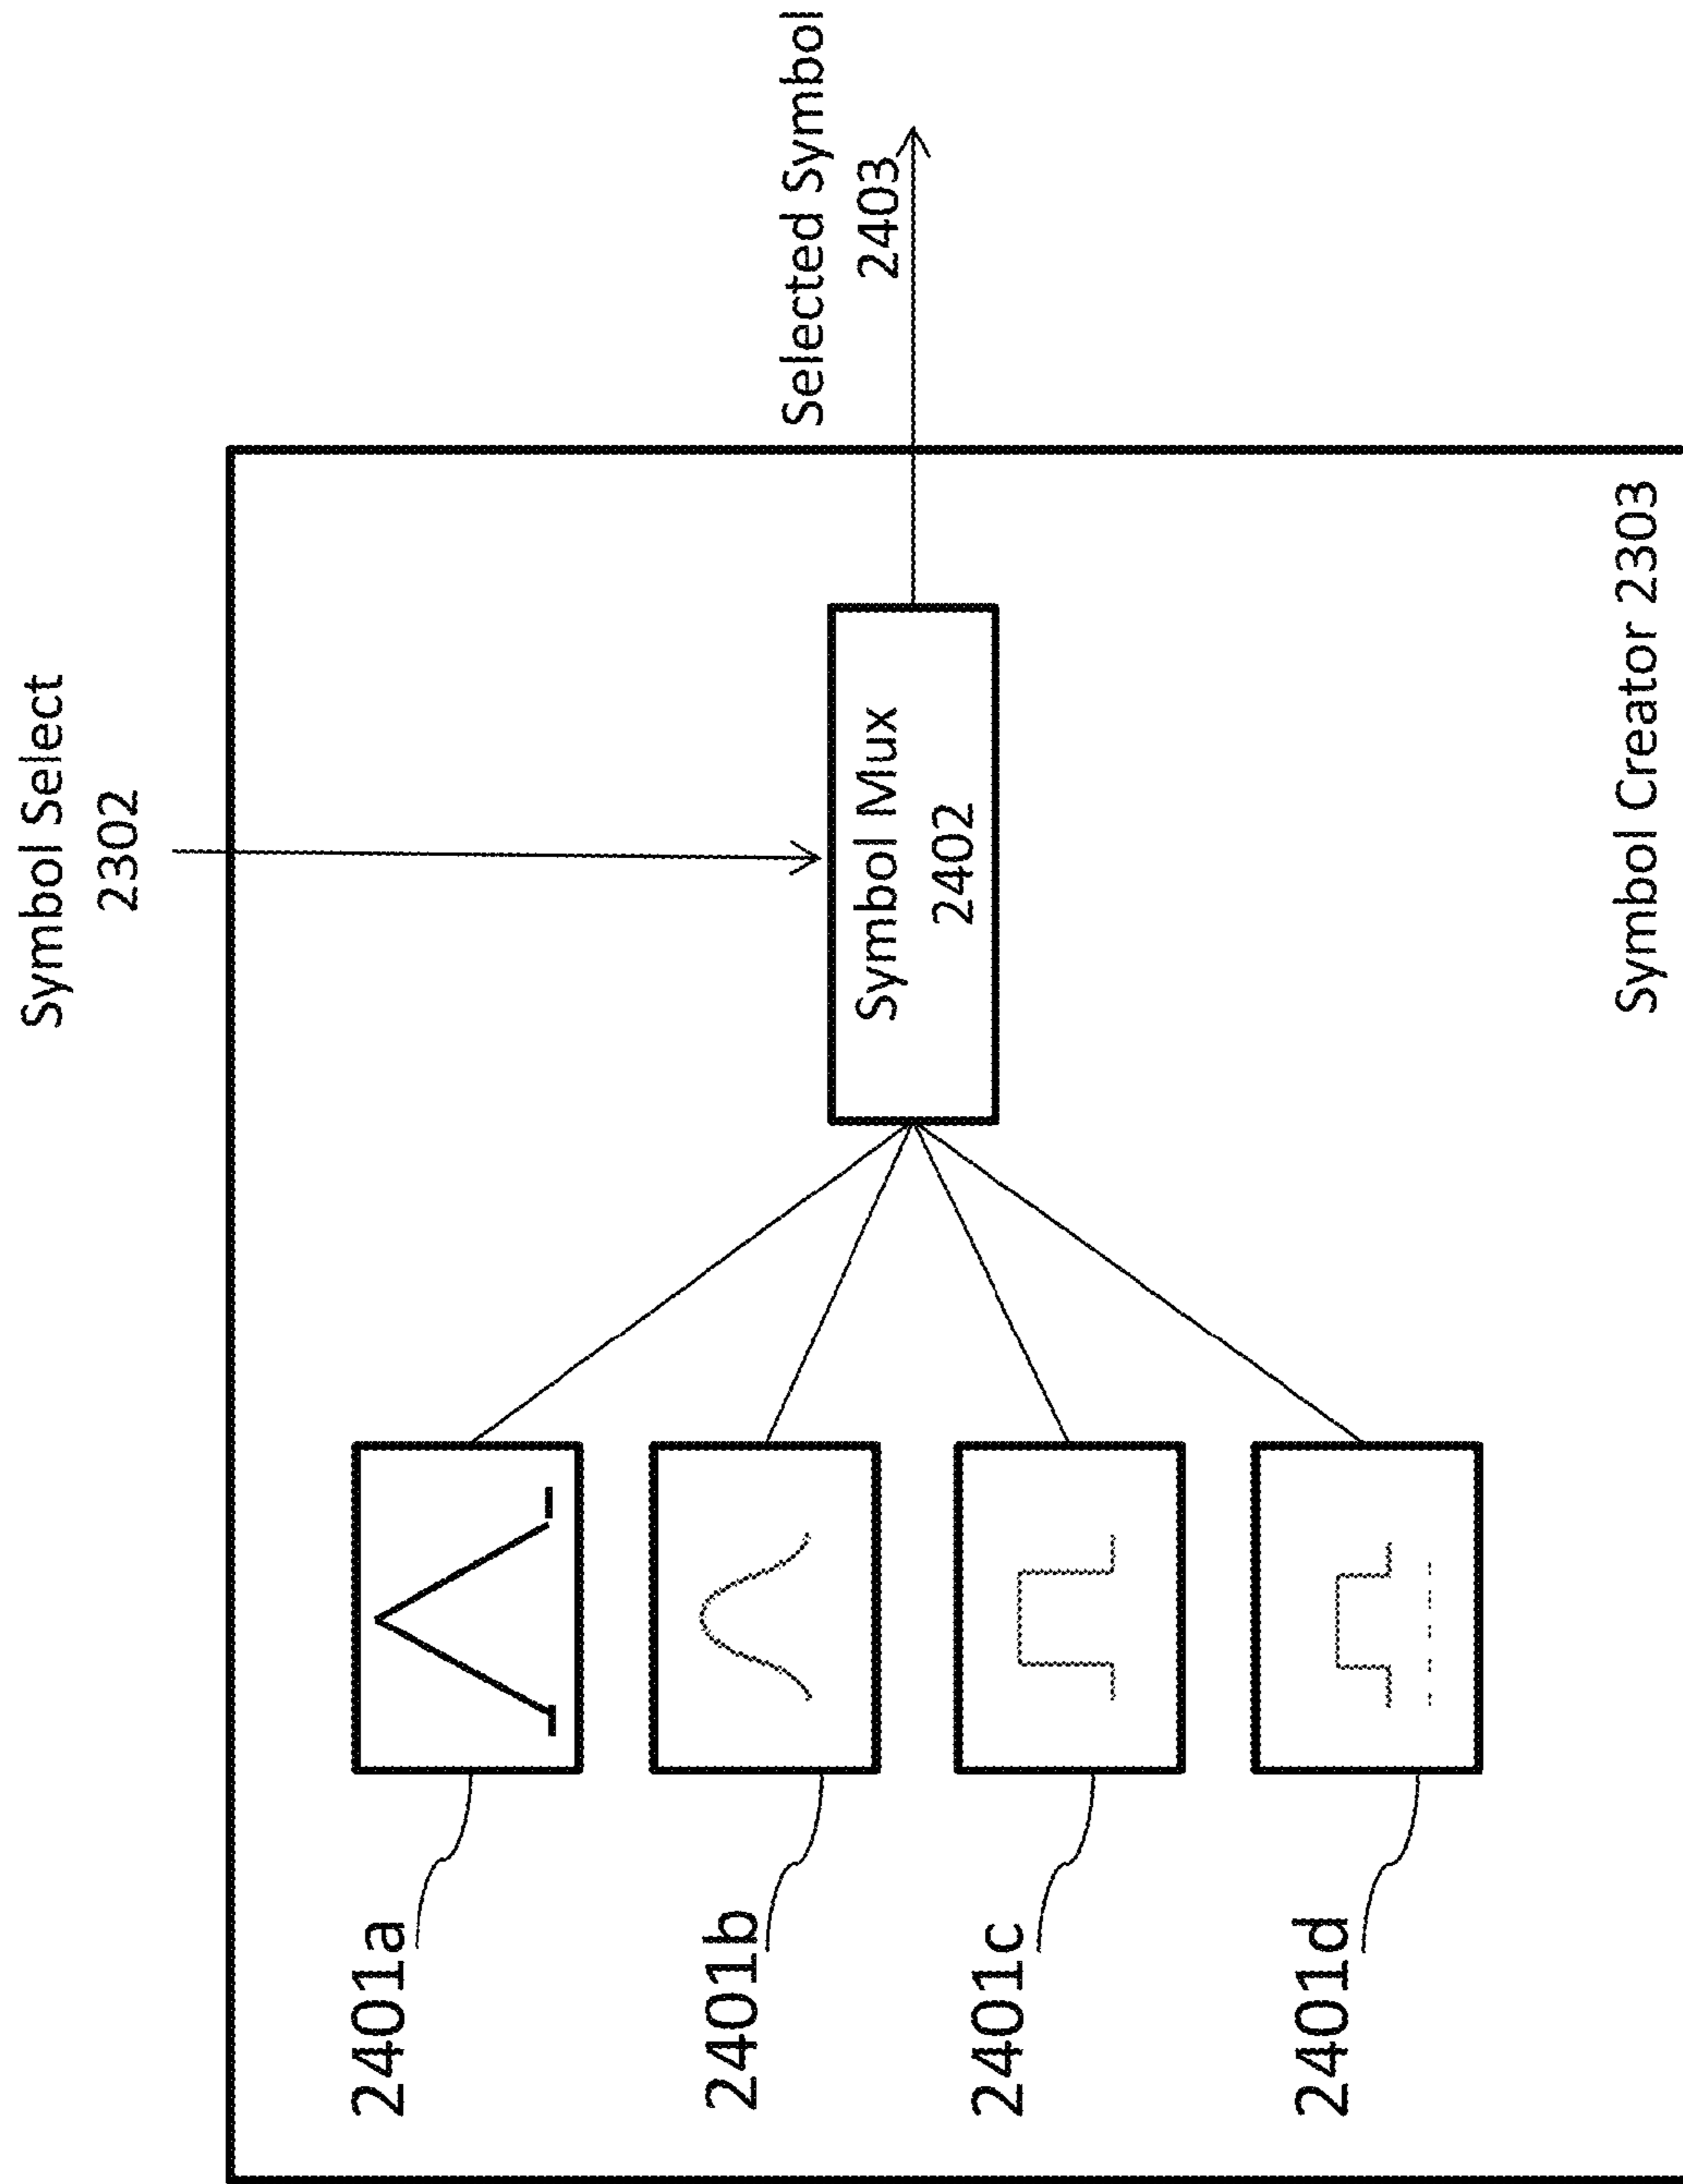 Symbol Select
2302
Selected Symbol
2403
Symbol Mux
2402
2401a
2401b
2401c
2401d
Symbol Creator 2303